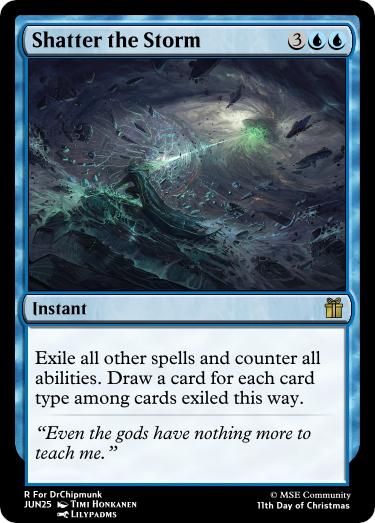 Shatter the Storm 3
Instant
Exile all other spells and counter all
abilities. Draw a card for each card
type among cards exiled this way.
“Even the gods have nothing more to
teach me.”
R For DrChipmunk
JUN25 Timi Honkanen
Lilypadms
© MSE Community
11th Day of Christmas